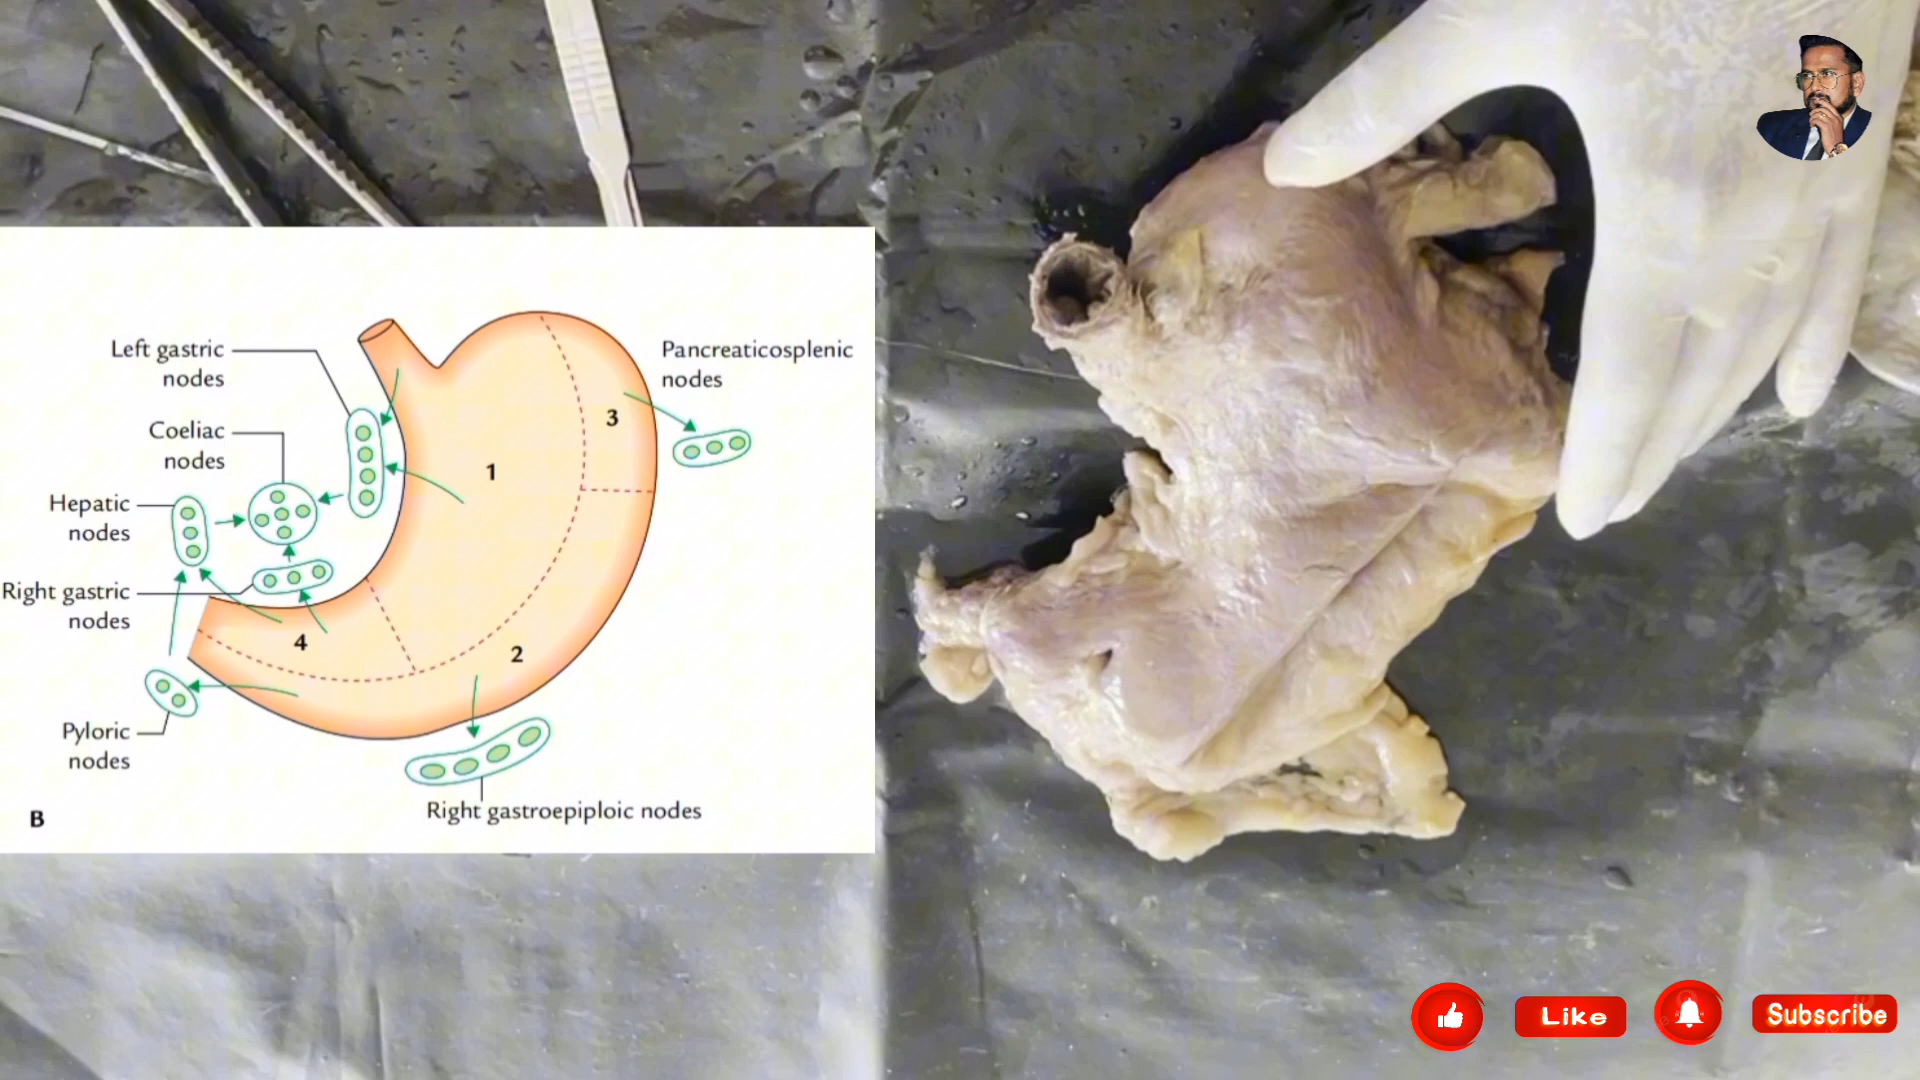 Left gastric
nodes
Coeliac
nodes
Hepatic
nodes
Right gastric
nodes
Pyloric
nodes
B
Pancreaticosplenic
nodes
3
1
4
2
Right gastroepiploic nodes
Like
Subscribe